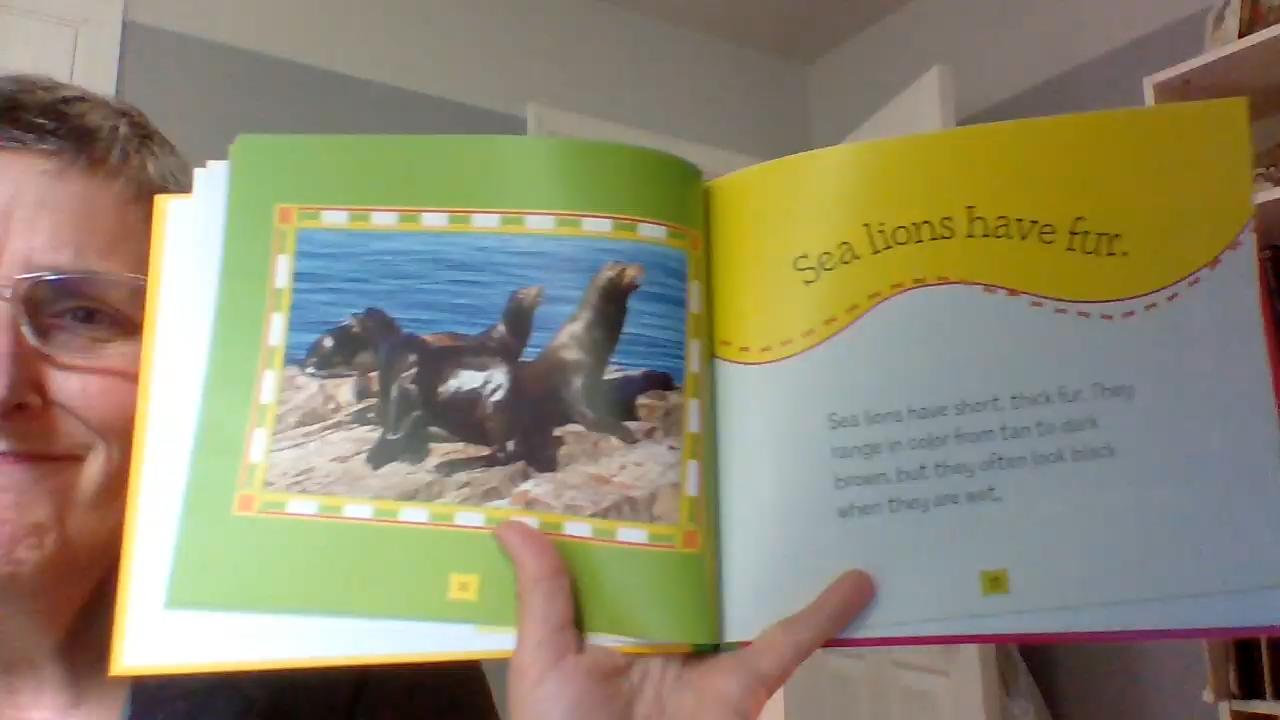 Sea lions have fur.
Sea lions have short, thick fur. They
range in color from tan to dark
brown, but they often look black
when they are wet.